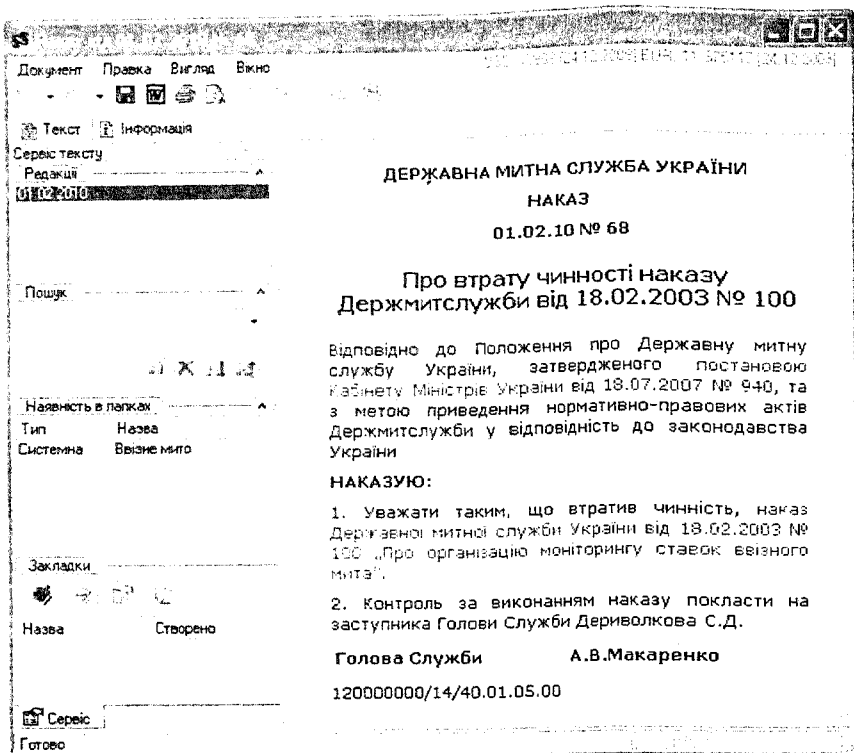 Документ Правка Вигляд Вікно
Текст Інформація
Сервіс тексту
Редакції
01.02.2010
Пошук
Наявність в папках
Тип Назва
Системна Ввізне мито
Закладки
Назва Створено
Сервіс
Готово
ДЕРЖАВНА МИТНА СЛУЖБА УКРАЇНИ
НАКАЗ
01.02.10 № 68
Про втрату чинності наказу
Держмитслужби від 18.02.2003 № 100
Відповідно до Положення про Державну митну
службу України, затвердженого постановою
Кабінету Міністрів України від 18.07.2007 № 940, та
з метою приведення нормативно-правових актів
Держмитслужби у відповідність до законодавства
України
НАКАЗУЮ:
1. Уважати таким, що втратив чинність, наказ
Державної митної служби України від 18.02.2003 №
100 „Про організацію моніторингу ставок ввізного
мита".
2. Контроль за виконанням наказу покласти на
заступника Голови Служби Дериволкова С.Д.
Голова Служби А.В.Макаренко
120000000/14/40.01.05.00